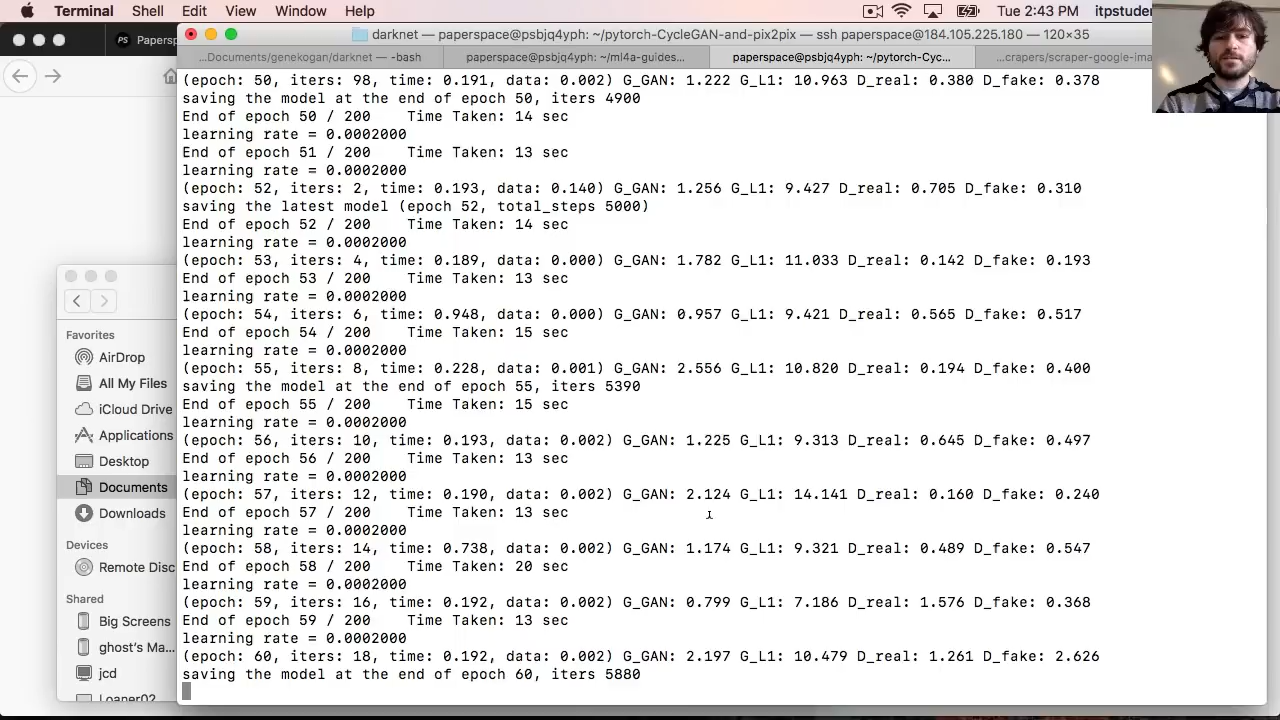 Terminal Shell Edit View Window Help Tue 2:43 PM itpstuder
darknet — paperspace@psbjq4yph: ~/pytorch-CycleGAN-and-pix2pix — ssh paperspace@184.105.225.180 — 120×35
PS Papersp
...Documents/genekogan/darknet — -bash paperspace@psbjq4yph: ~/ml4a-guides... paperspace@psbjq4yph: ~/pytorch-Cyc... ...crapers/scraper-google-ima
(epoch: 50, iters: 98, time: 0.191, data: 0.002) G_GAN: 1.222 G_L1: 10.963 D_real: 0.380 D_fake: 0.378
saving the model at the end of epoch 50, iters 4900
End of epoch 50 / 200 Time Taken: 14 sec
learning rate = 0.0002000
End of epoch 51 / 200 Time Taken: 13 sec
learning rate = 0.0002000
(epoch: 52, iters: 2, time: 0.193, data: 0.140) G_GAN: 1.256 G_L1: 9.427 D_real: 0.705 D_fake: 0.310
saving the latest model (epoch 52, total_steps 5000)
End of epoch 52 / 200 Time Taken: 14 sec
learning rate = 0.0002000
(epoch: 53, iters: 4, time: 0.189, data: 0.000) G_GAN: 1.782 G_L1: 11.033 D_real: 0.142 D_fake: 0.193
End of epoch 53 / 200 Time Taken: 13 sec
learning rate = 0.0002000
(epoch: 54, iters: 6, time: 0.948, data: 0.000) G_GAN: 0.957 G_L1: 9.421 D_real: 0.565 D_fake: 0.517
End of epoch 54 / 200 Time Taken: 15 sec
learning rate = 0.0002000
(epoch: 55, iters: 8, time: 0.228, data: 0.001) G_GAN: 2.556 G_L1: 10.820 D_real: 0.194 D_fake: 0.400
saving the model at the end of epoch 55, iters 5390
End of epoch 55 / 200 Time Taken: 15 sec
learning rate = 0.0002000
(epoch: 56, iters: 10, time: 0.193, data: 0.002) G_GAN: 1.225 G_L1: 9.313 D_real: 0.645 D_fake: 0.497
End of epoch 56 / 200 Time Taken: 13 sec
learning rate = 0.0002000
(epoch: 57, iters: 12, time: 0.190, data: 0.002) G_GAN: 2.124 G_L1: 14.141 D_real: 0.160 D_fake: 0.240
End of epoch 57 / 200 Time Taken: 13 sec
learning rate = 0.0002000
(epoch: 58, iters: 14, time: 0.738, data: 0.002) G_GAN: 1.174 G_L1: 9.321 D_real: 0.489 D_fake: 0.547
End of epoch 58 / 200 Time Taken: 20 sec
learning rate = 0.0002000
(epoch: 59, iters: 16, time: 0.192, data: 0.002) G_GAN: 0.799 G_L1: 7.186 D_real: 1.576 D_fake: 0.368
End of epoch 59 / 200 Time Taken: 13 sec
learning rate = 0.0002000
(epoch: 60, iters: 18, time: 0.192, data: 0.002) G_GAN: 2.197 G_L1: 10.479 D_real: 1.261 D_fake: 2.626
saving the model at the end of epoch 60, iters 5880
Favorites
AirDrop
All My Files
iCloud Drive
Applications
Desktop
Documents
Downloads
Devices
Remote Disc
Shared
Big Screens
ghost's Ma...
jcd
Loaner02